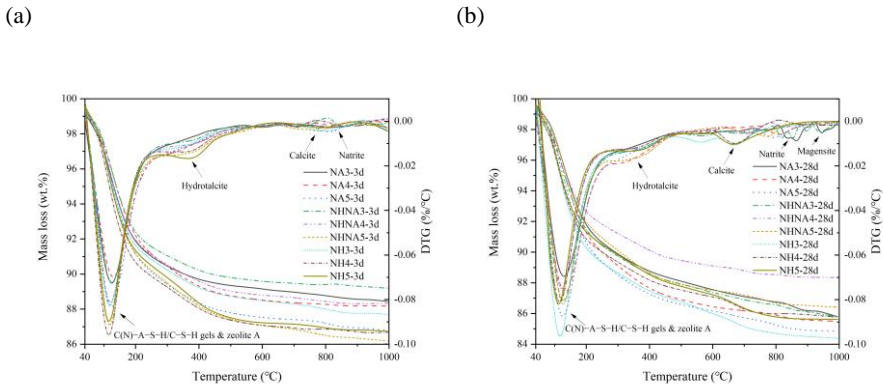 (a)
(b)
100
98
96
94
92
90
88
86
Mass loss (wt.%)
0.00
-0.02
-0.04
-0.06
-0.08
-0.10
DTG (%/°C)
40
200
400
600
800
1000
Temperature (℃)
Hydrotalcite
Calcite
Natrite
C(N)−A−S−H/C−S−H gels & zeolite A
NA3-3d
NA4-3d
NA5-3d
NHNA3-3d
NHNA4-3d
NHNA5-3d
NH3-3d
NH4-3d
NH5-3d
100
98
96
94
92
90
88
86
84
Mass loss (wt.%)
0.00
-0.02
-0.04
-0.06
-0.08
-0.10
DTG (%/°C)
40
200
400
600
800
1000
Temperature (℃)
Hydrotalcite
Calcite
Natrite
Magensite
C(N)−A−S−H/C−S−H gels & zeolite A
NA3-28d
NA4-28d
NA5-28d
NHNA3-28d
NHNA4-28d
NHNA5-28d
NH3-28d
NH4-28d
NH5-28d